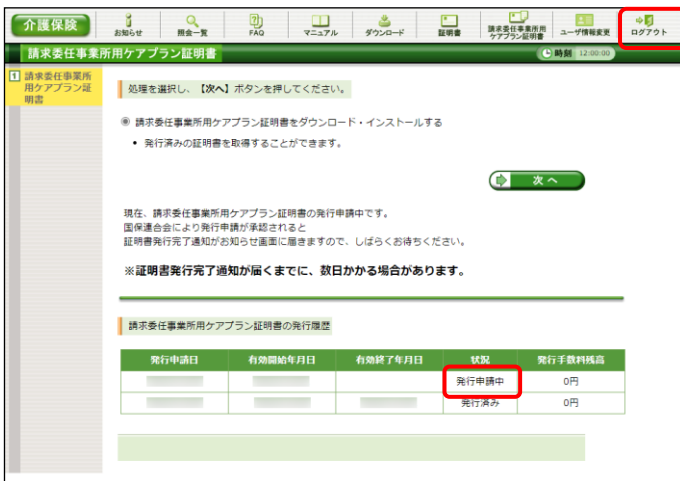 介護保険
お知らせ
照会一覧
FAQ
マニュアル
ダウンロード
証明書
請求委任事業所用
ケアプラン証明書
ユーザ情報変更
ログアウト
請求委任事業所用ケアプラン証明書
時刻 12:00:00
1 請求委任事業所
用ケアプラン証
明書
処理を選択し、【次へ】ボタンを押してください。
請求委任事業所用ケアプラン証明書をダウンロード・インストールする
• 発行済みの証明書を取得することができます。
次へ
現在、請求委任事業所用ケアプラン証明書の発行申請中です。
国保連合会により発行申請が承認されると
証明書発行完了通知がお知らせ画面に届きますので、しばらくお待ちください。
※証明書発行完了通知が届くまでに、数日かかる場合があります。
請求委任事業所用ケアプラン証明書の発行履歴
発行申請日 有効開始年月日 有効終了年月日 状況 発行手数料残高
発行申請中 0円
発行済み 0円